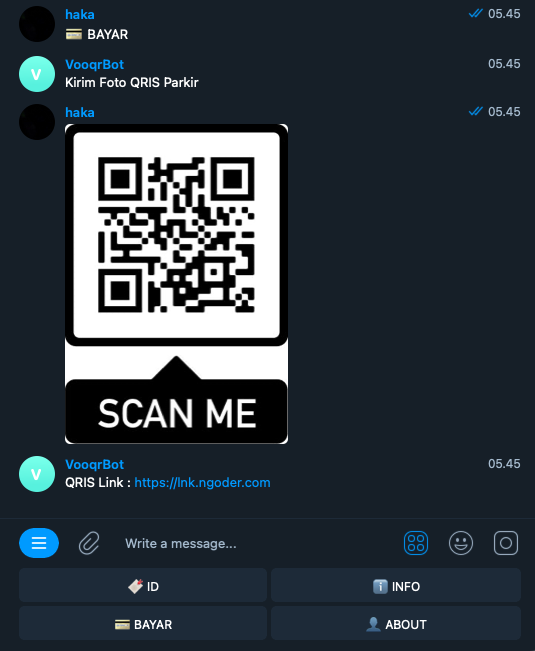 haka
05.45
💳 BAYAR
VooqrBot
05.45
Kirim Foto QRIS Parkir
haka
05.45
SCAN ME
V
VooqrBot
05.45
QRIS Link : https://lnk.ngoder.com
Write a message...
ID
INFO
BAYAR
ABOUT